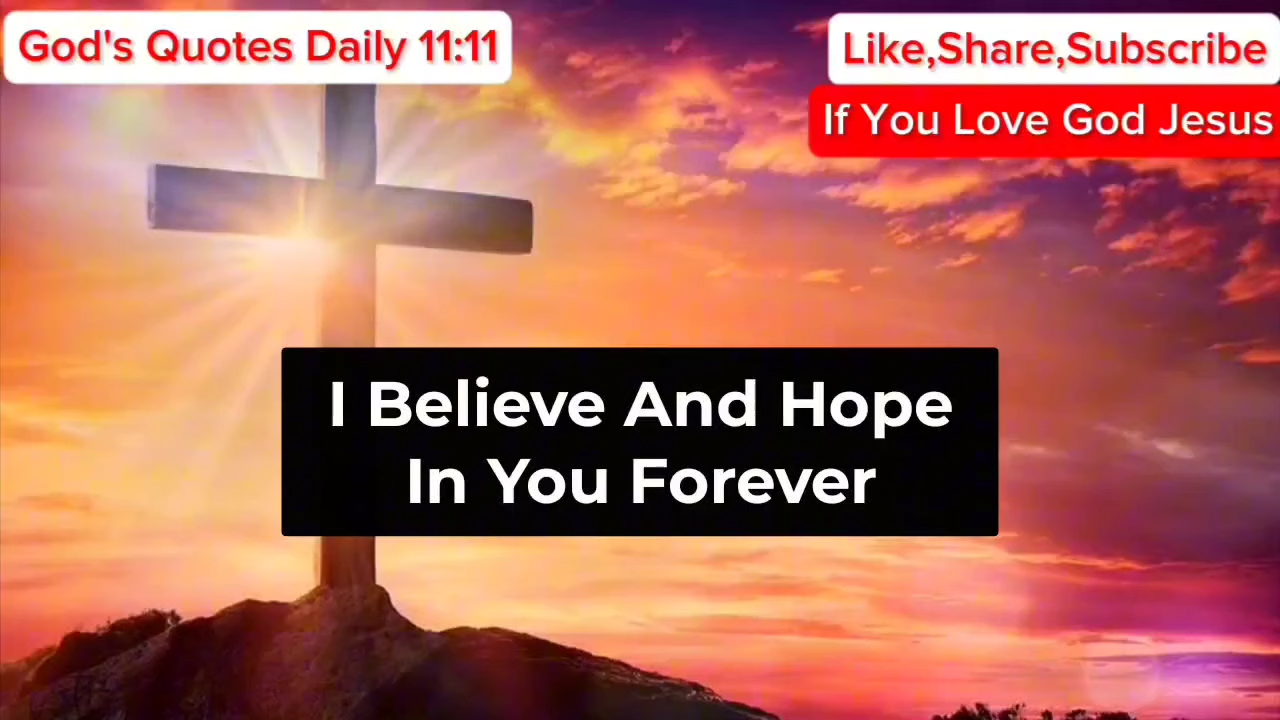 God's Quotes Daily 11:11
Like,Share,Subscribe
If You Love God Jesus
I Believe And Hope
In You Forever